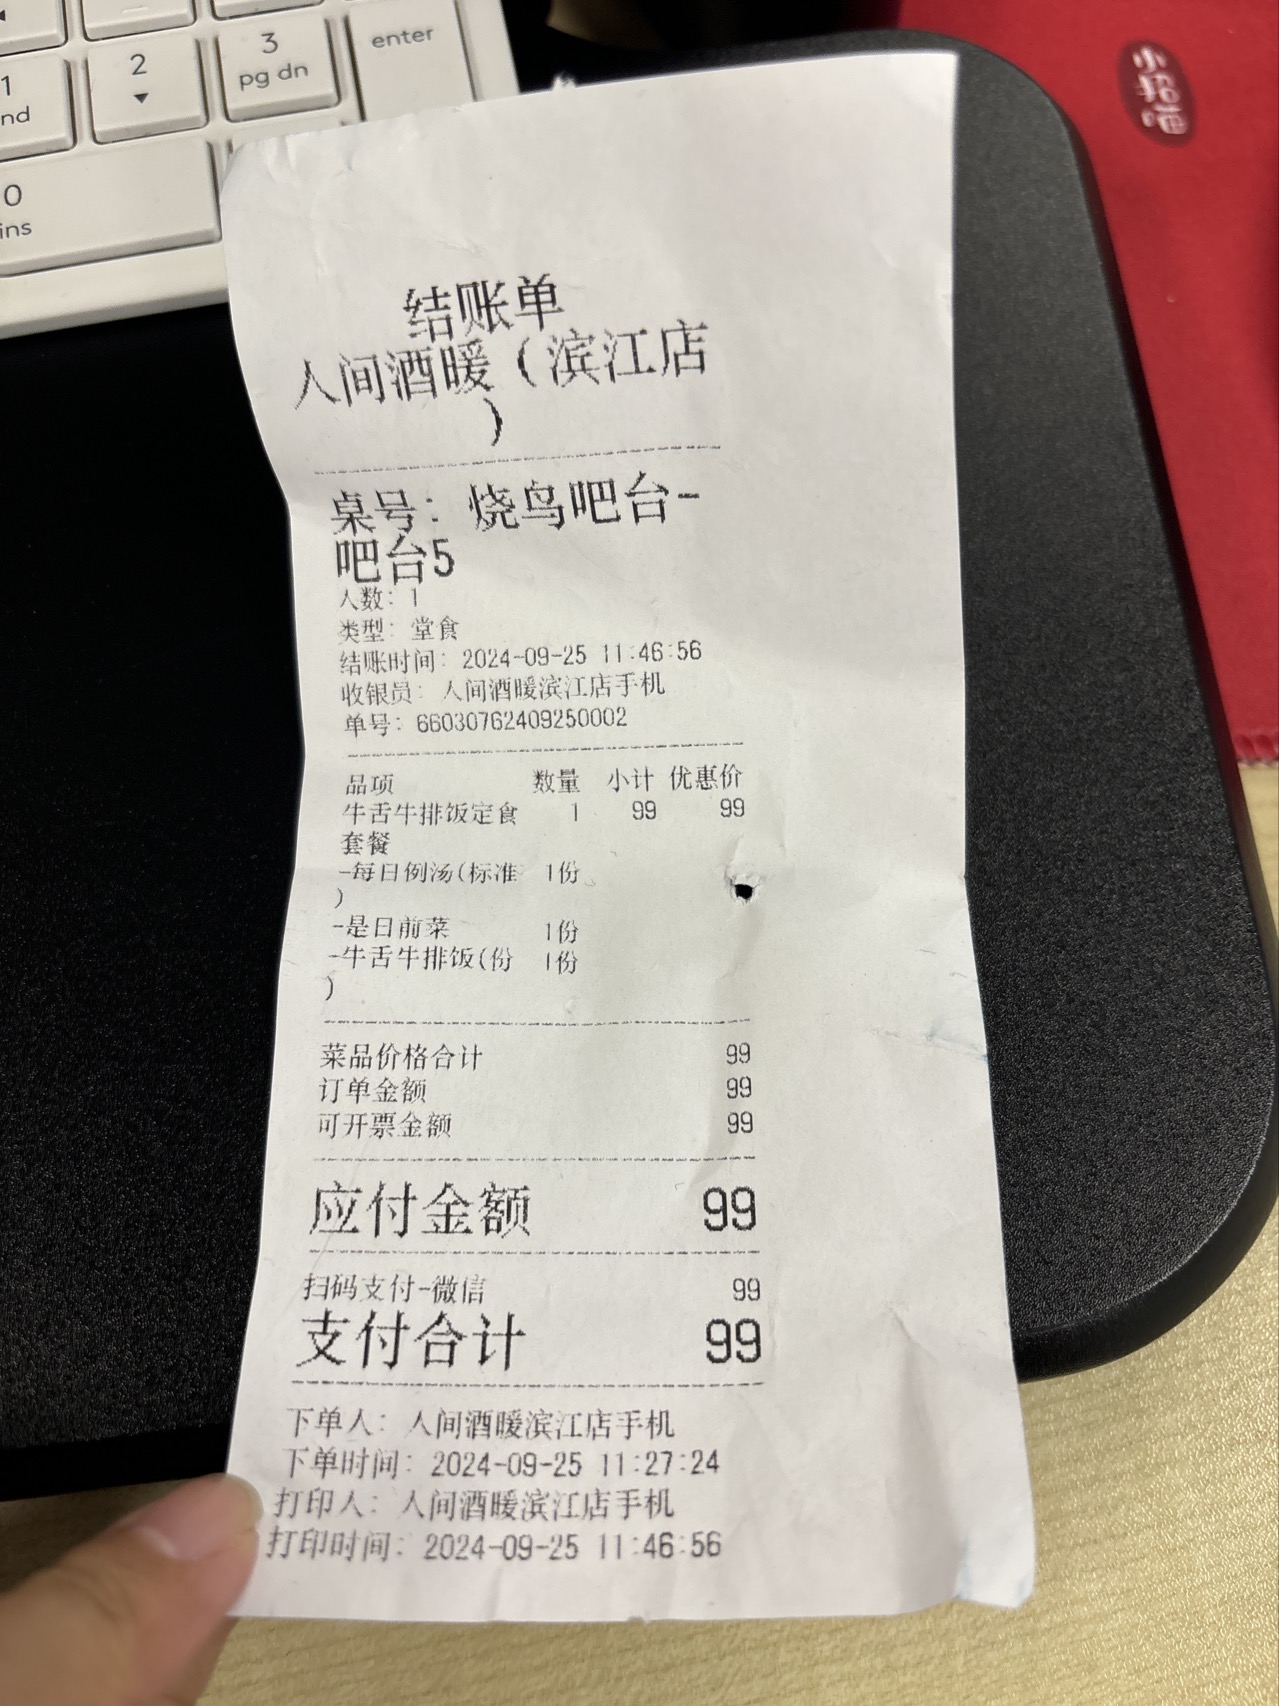 1
nd
2
3
pg dn
enter
0
ins
小招喵
结账单
人间酒暖（滨江店
）
桌号：烧鸟吧台-
吧台5
人数：1
类型：堂食
结账时间：2024-09-25 11:46:56
收银员：人间酒暖滨江店手机
单号：66030762409250002
品项 数量 小计 优惠价
牛舌牛排饭定食 1 99 99
套餐
-每日例汤(标准 1份
)
-是日前菜 1份
-牛舌牛排饭(份 1份
)
菜品价格合计 99
订单金额 99
可开票金额 99
应付金额 99
扫码支付-微信 99
支付合计 99
下单人：人间酒暖滨江店手机
下单时间：2024-09-25 11:27:24
打印人：人间酒暖滨江店手机
打印时间：2024-09-25 11:46:56